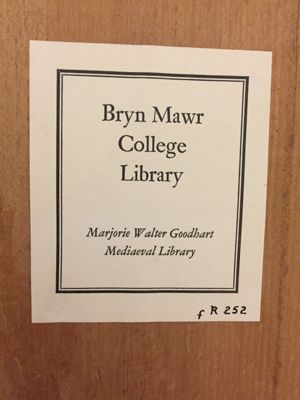 Bryn Mawr
College
Library
Marjorie Walter Goodhart
Mediaeval Library
f R 252